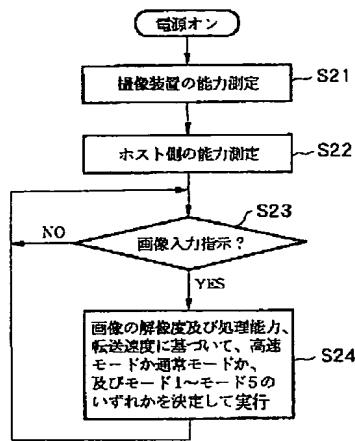 電源オン
撮像装置の能力測定
S21
ホスト側の能力測定
S22
S23
画像入力指示?
NO
YES
画像の解像度及び処理能力、
転送速度に基づいて、高速
モードか通常モードか、
及びモード1～モード5の
いずれかを決定して実行
S24